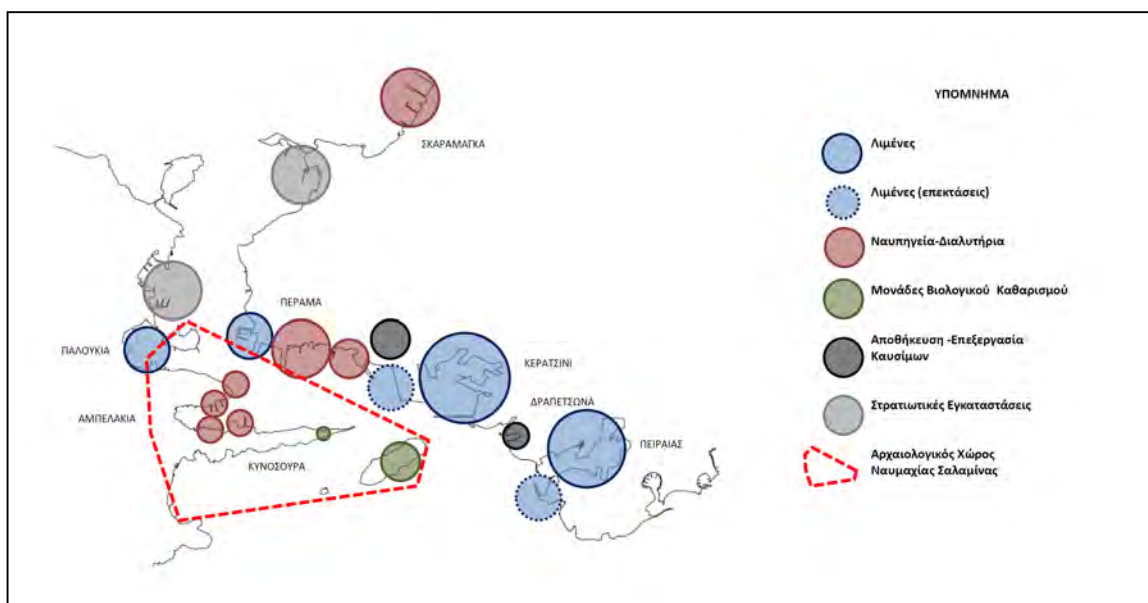 ΣΚΑΡΑΜΑΓΚΑ
ΠΕΡΑΜΑ
ΠΑΛΟΥΚΙΑ
ΚΕΡΑΤΣΙΝΙ
ΔΡΑΠΕΤΣΩΝΑ
ΑΜΠΕΛΑΚΙΑ
ΠΕΙΡΑΙΑΣ
ΚΥΝΟΣΟΥΡΑ
ΥΠΟΜΝΗΜΑ
Λιμένες
Λιμένες (επεκτάσεις)
Ναυπηγεία-Διαλυτήρια
Μονάδες Βιολογικού Καθαρισμού
Αποθήκευση -Επεξεργασία
Καυσίμων
Στρατιωτικές Εγκαταστάσεις
Αρχαιολογικός Χώρος
Ναυμαχίας Σαλαμίνας